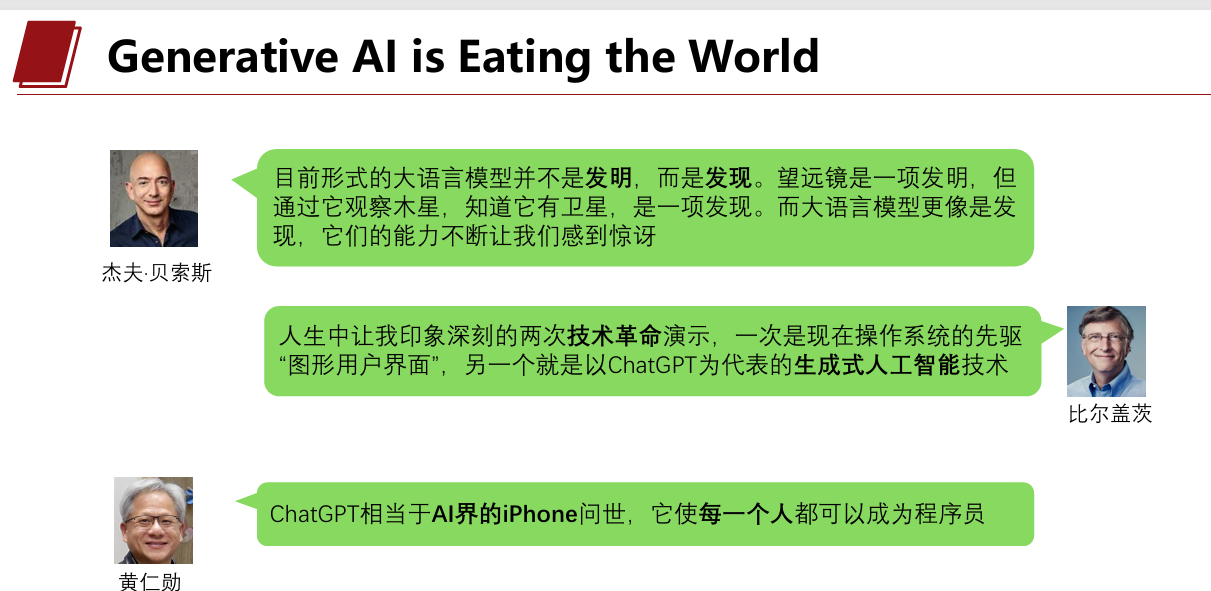 Generative AI is Eating the World
目前形式的大语言模型并不是发明，而是发现。望远镜是一项发明，但
通过它观察木星，知道它有卫星，是一项发现。而大语言模型更像是发
现，它们的能力不断让我们感到惊讶
杰夫·贝索斯
人生中让我印象深刻的两次技术革命演示，一次是现在操作系统的先驱
“图形用户界面”，另一个就是以ChatGPT为代表的生成式人工智能技术
比尔盖茨
ChatGPT相当于AI界的iPhone问世，它使每一个人都可以成为程序员
黄仁勋